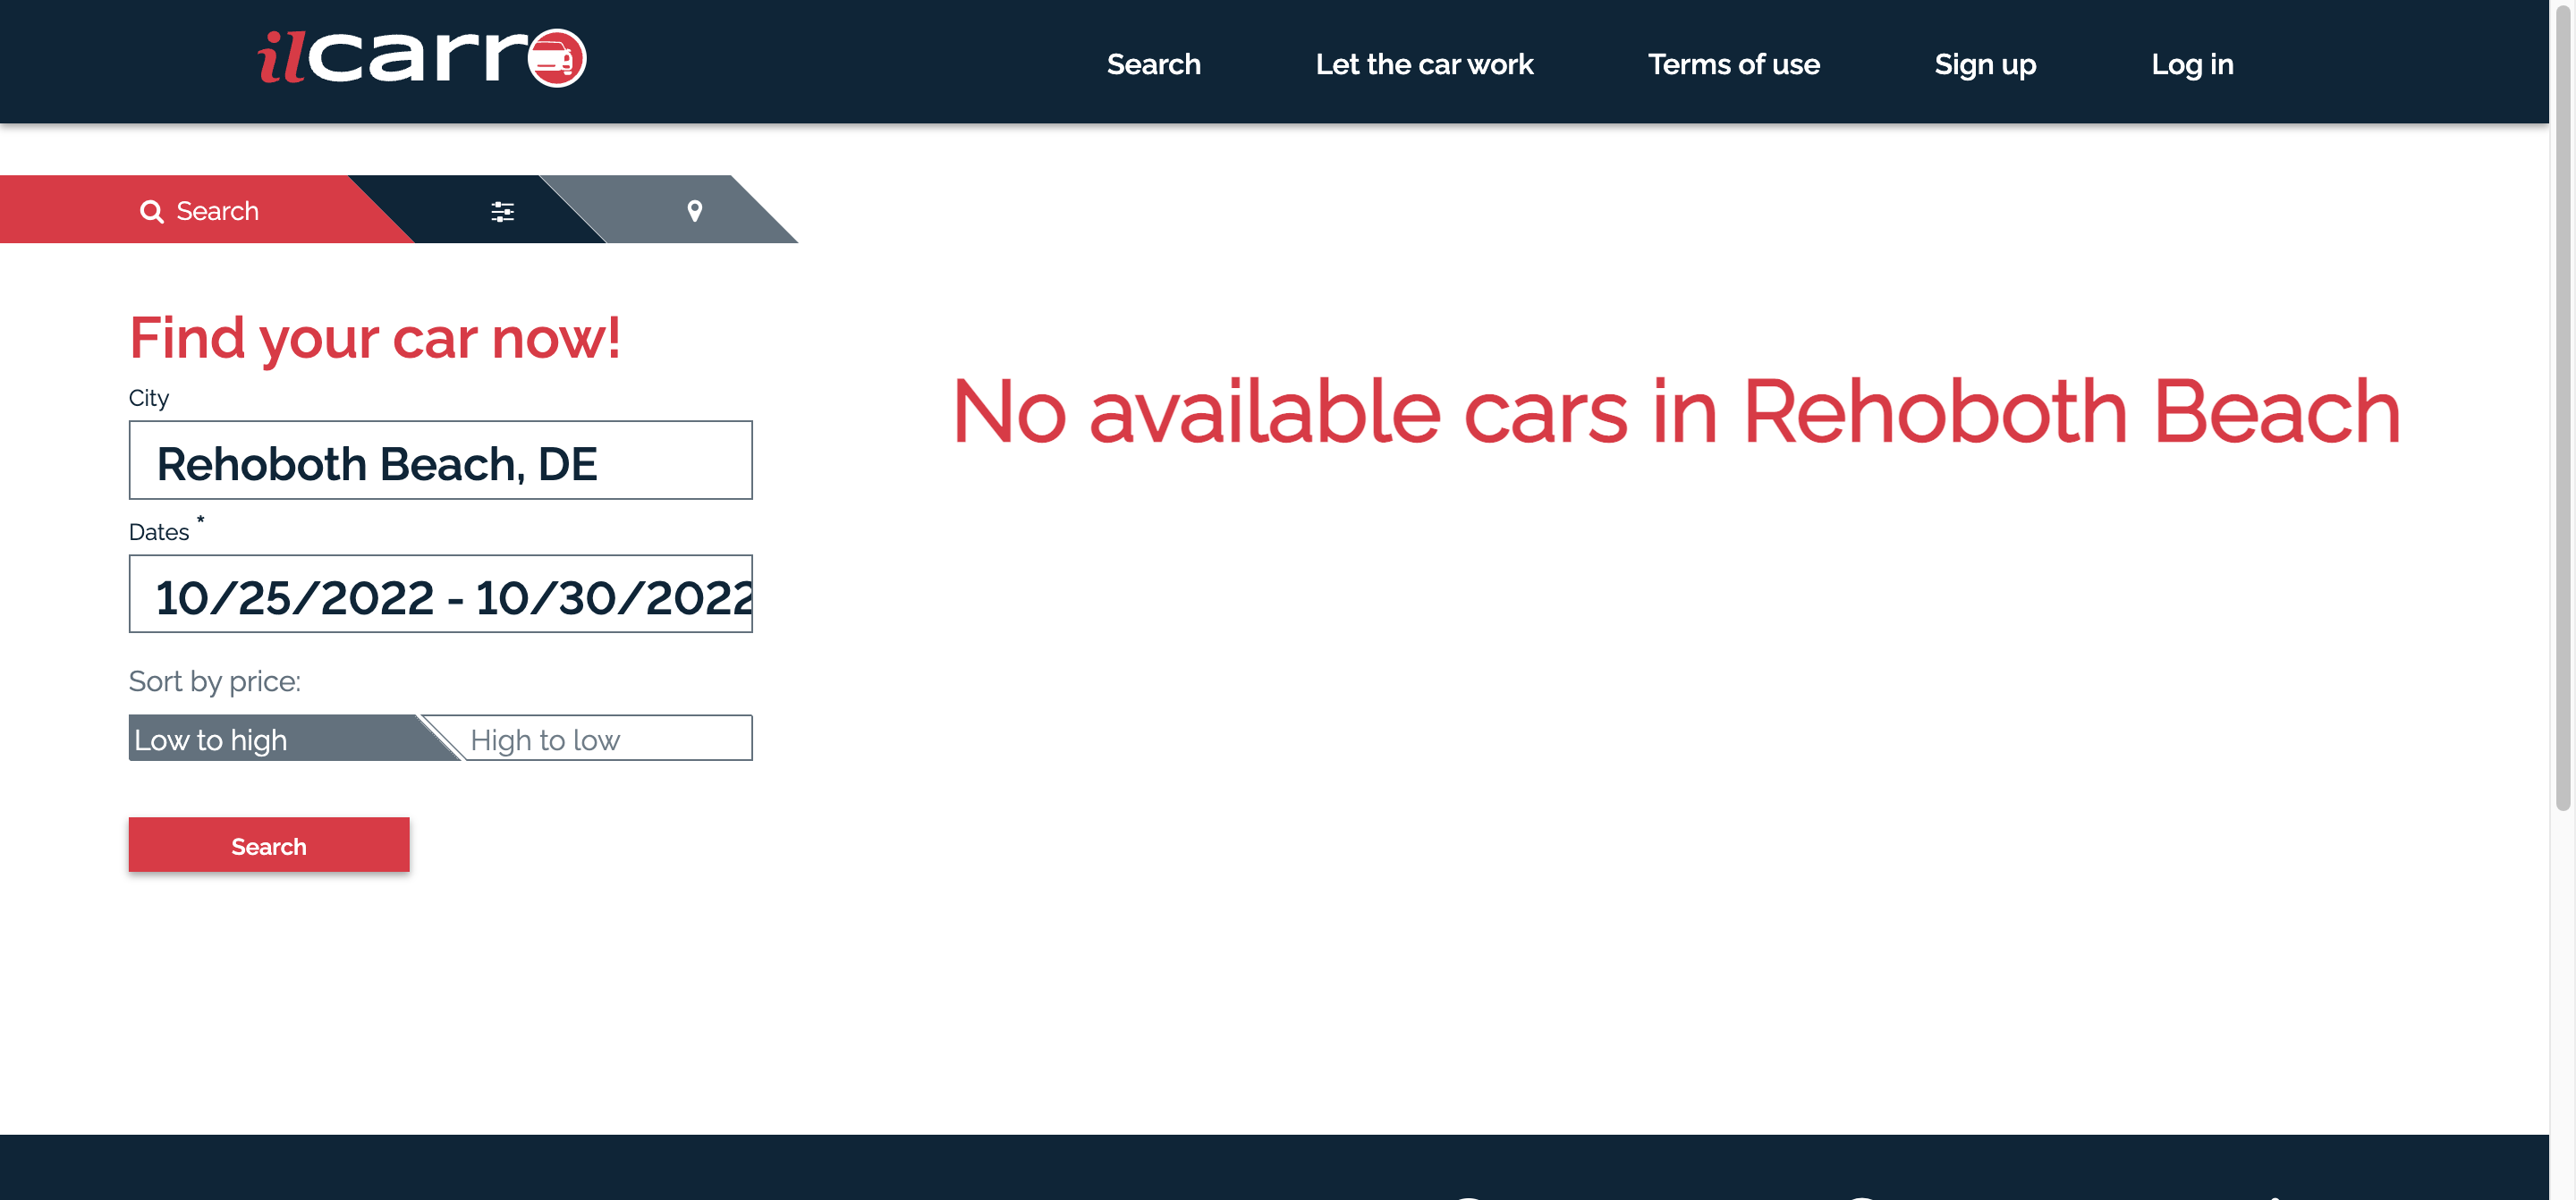 ilcarro
Search
Let the car work
Terms of use
Sign up
Log in
Search
Find your car now!
No available cars in Rehoboth Beach
City
Rehoboth Beach, DE
Dates *
10/25/2022 - 10/30/2022
Sort by price:
Low to high
High to low
Search